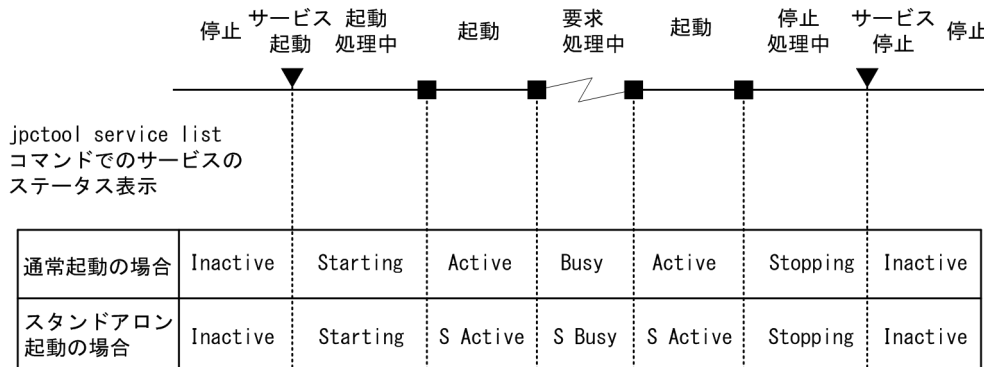 停止
サービス
起動
起動
処理中
起動
要求
処理中
起動
停止
処理中
サービス
停止
停止
jpctool service list
コマンドでのサービスの
ステータス表示
通常起動の場合 Inactive Starting Active Busy Active Stopping Inactive
スタンドアロン
起動の場合
Inactive Starting S Active S Busy S Active Stopping Inactive